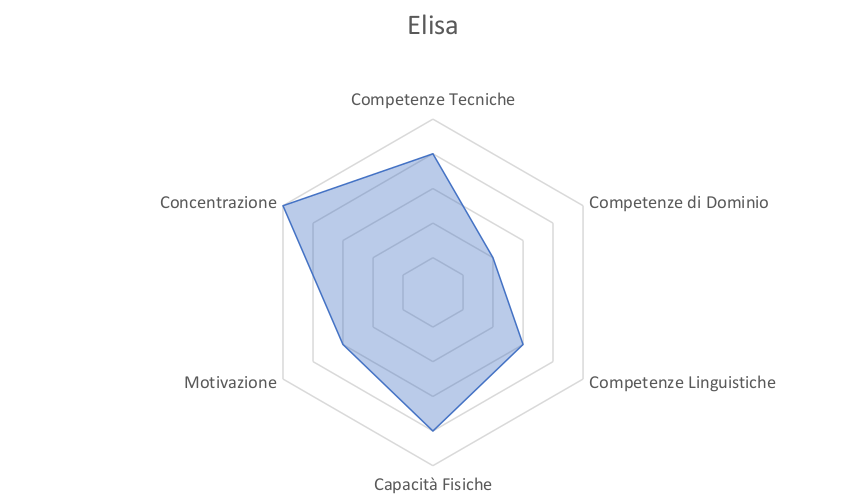 Elisa
Competenze Tecniche
Concentrazione
Competenze di Dominio
Motivazione
Competenze Linguistiche
Capacità Fisiche